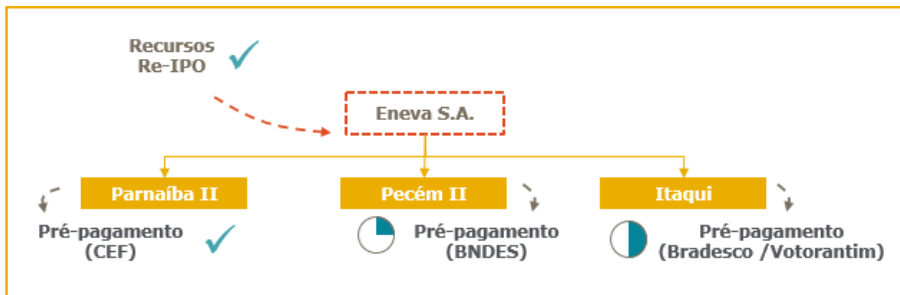 Recursos
Re-IPO
Eneva S.A.
Parnaíba II
Pecém II
Itaqui
Pré-pagamento
(CEF)
Pré-pagamento
(BNDES)
Pré-pagamento
(Bradesco /Votorantim)